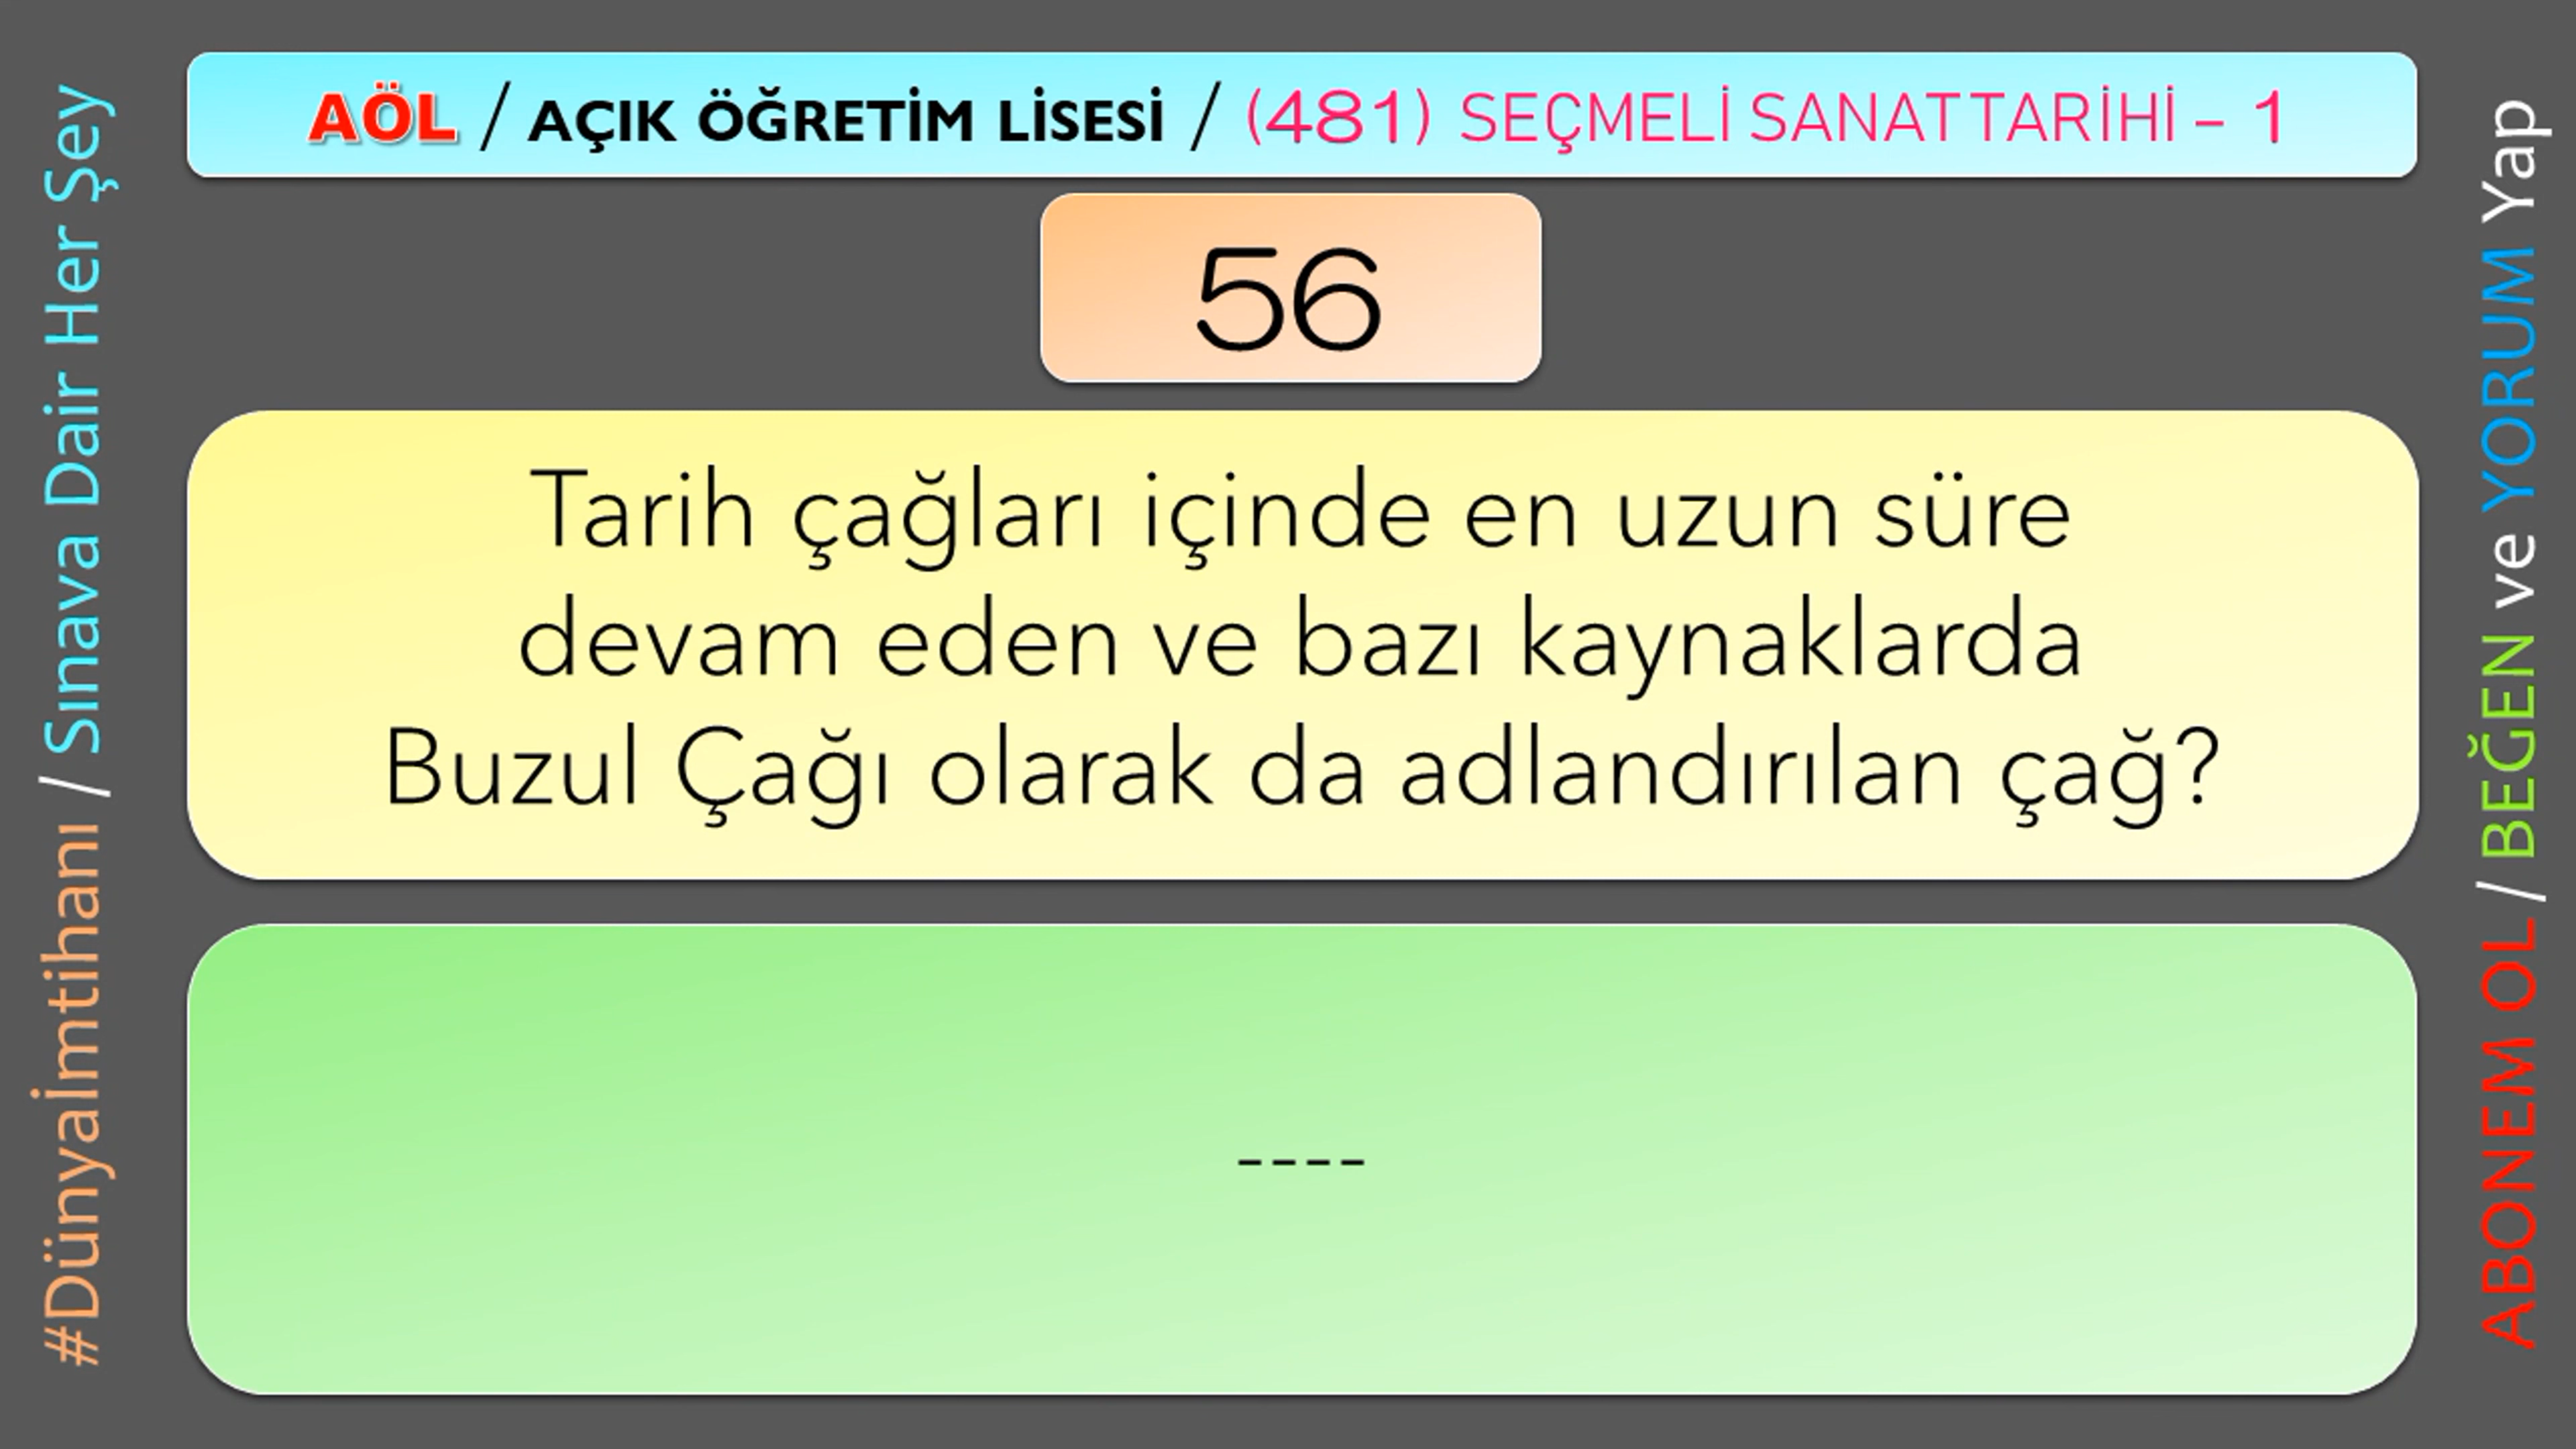 AÖL / AÇIK ÖĞRETİM LİSESİ / (481) SEÇMELİ SANAT TARİHİ – 1
56
Tarih çağları içinde en uzun süre
devam eden ve bazı kaynaklarda
Buzul Çağı olarak da adlandırılan çağ?
----
#Dünyaİmtihanı / Sınava Dair Her Şey
ABONEM OL / BEĞEN ve YORUM Yap